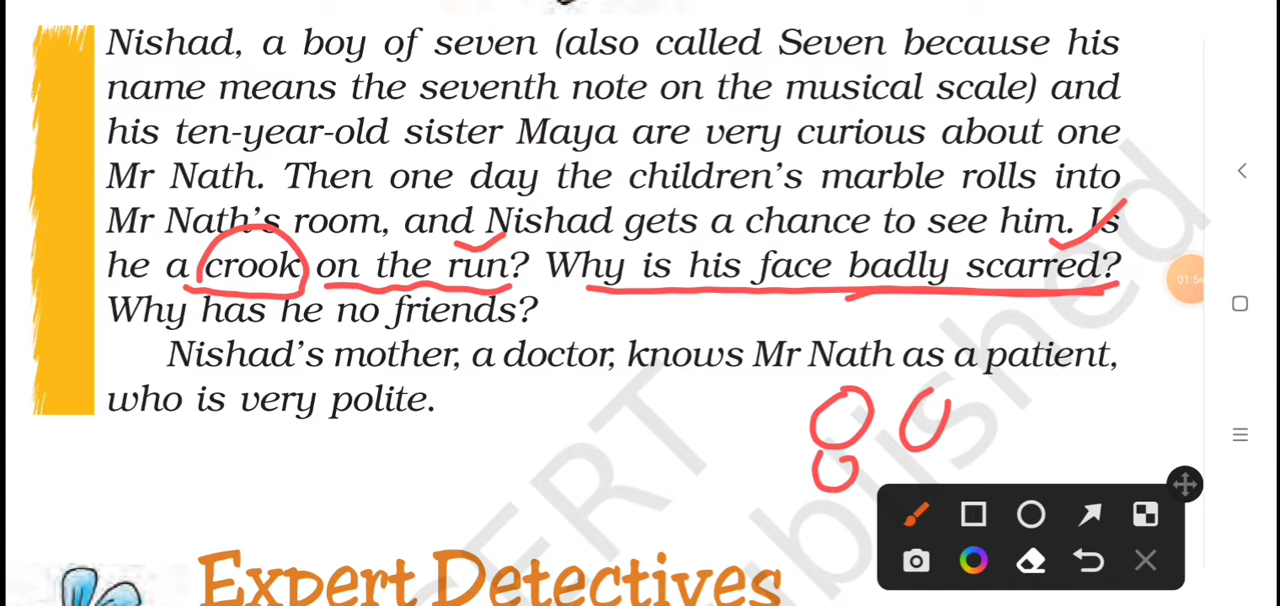 Nishad, a boy of seven (also called Seven because his
name means the seventh note on the musical scale) and
his ten-year-old sister Maya are very curious about one
Mr Nath. Then one day the children's marble rolls into
Mr Nath's room, and Nishad gets a chance to see him. Is
he a crook on the run? Why is his face badly scarred?
01:54
Why has he no friends?
Nishad's mother, a doctor, knows Mr Nath as a patient,
who is very polite.
Expert Detectives